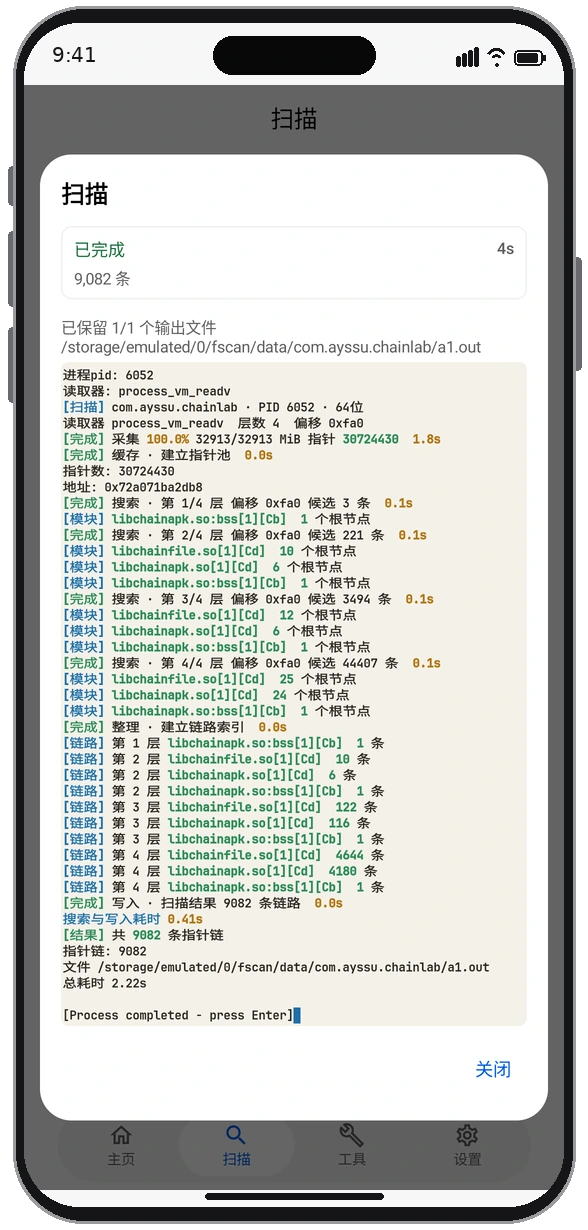 9:41
扫描
扫描
已完成 4s
9,082 条
已保留 1/1 个输出文件
/storage/emulated/0/fscan/data/com.ayssu.chainlab/a1.out
进程pid: 6052
读取器: process_vm_readv
[扫描] com.ayssu.chainlab · PID 6052 · 64位
读取器 process_vm_readv 层数 4 偏移 0xfa0
[完成] 采集 100.0% 32913/32913 MiB 指针 30724430 1.8s
[完成] 缓存 · 建立指针池 0.0s
指针数: 30724430
地址: 0x72a071ba2db8
[完成] 搜索 · 第 1/4 层 偏移 0xfa0 候选 3 条 0.1s
[模块] libchainapk.so:bss[1][Cb] 1 个根节点
[完成] 搜索 · 第 2/4 层 偏移 0xfa0 候选 221 条 0.1s
[模块] libchainfile.so[1][Cd] 10 个根节点
[模块] libchainapk.so[1][Cd] 6 个根节点
[模块] libchainapk.so:bss[1][Cb] 1 个根节点
[完成] 搜索 · 第 3/4 层 偏移 0xfa0 候选 3494 条 0.1s
[模块] libchainfile.so[1][Cd] 12 个根节点
[模块] libchainapk.so[1][Cd] 6 个根节点
[模块] libchainapk.so:bss[1][Cb] 1 个根节点
[完成] 搜索 · 第 4/4 层 偏移 0xfa0 候选 44407 条 0.1s
[模块] libchainfile.so[1][Cd] 25 个根节点
[模块] libchainapk.so[1][Cd] 24 个根节点
[模块] libchainapk.so:bss[1][Cb] 1 个根节点
[完成] 整理 · 建立链路索引 0.0s
[链路] 第 1 层 libchainapk.so:bss[1][Cb] 1 条
[链路] 第 2 层 libchainfile.so[1][Cd] 10 条
[链路] 第 2 层 libchainapk.so[1][Cd] 6 条
[链路] 第 2 层 libchainapk.so:bss[1][Cb] 1 条
[链路] 第 3 层 libchainfile.so[1][Cd] 122 条
[链路] 第 3 层 libchainapk.so[1][Cd] 116 条
[链路] 第 3 层 libchainapk.so:bss[1][Cb] 1 条
[链路] 第 4 层 libchainfile.so[1][Cd] 4644 条
[链路] 第 4 层 libchainapk.so[1][Cd] 4180 条
[链路] 第 4 层 libchainapk.so:bss[1][Cb] 1 条
[完成] 写入 · 扫描结果 9082 条链路 0.0s
搜索与写入耗时 0.41s
[结果] 共 9082 条指针链
指针链: 9082
文件 /storage/emulated/0/fscan/data/com.ayssu.chainlab/a1.out
总耗时 2.22s
[Process completed - press Enter]
关闭
主页 扫描 工具 设置